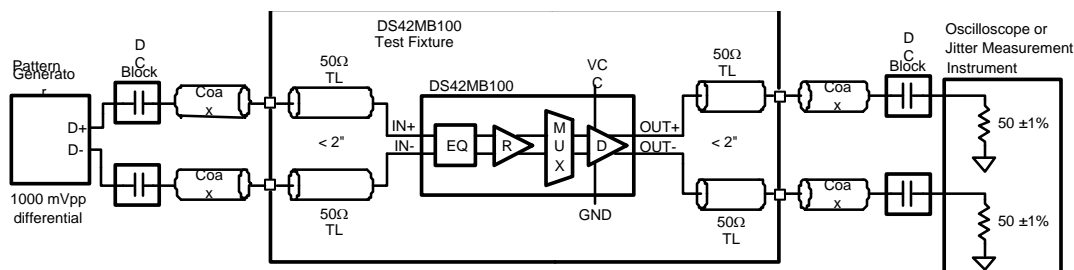 Pattern
Generato
r
D+
D-
1000 mVpp
differential
D
C
Block
Coa
x
Coa
x
DS42MB100
Test Fixture
50Ω
TL
< 2"
50Ω
TL
IN+
IN-
DS42MB100
EQ
R
M
U
X
D
VC
C
GND
OUT+
OUT-
50Ω
TL
< 2"
50Ω
TL
Coa
x
Coa
x
D
C
Block
Oscilloscope or
Jitter Measurement
Instrument
50 ±1%
50 ±1%